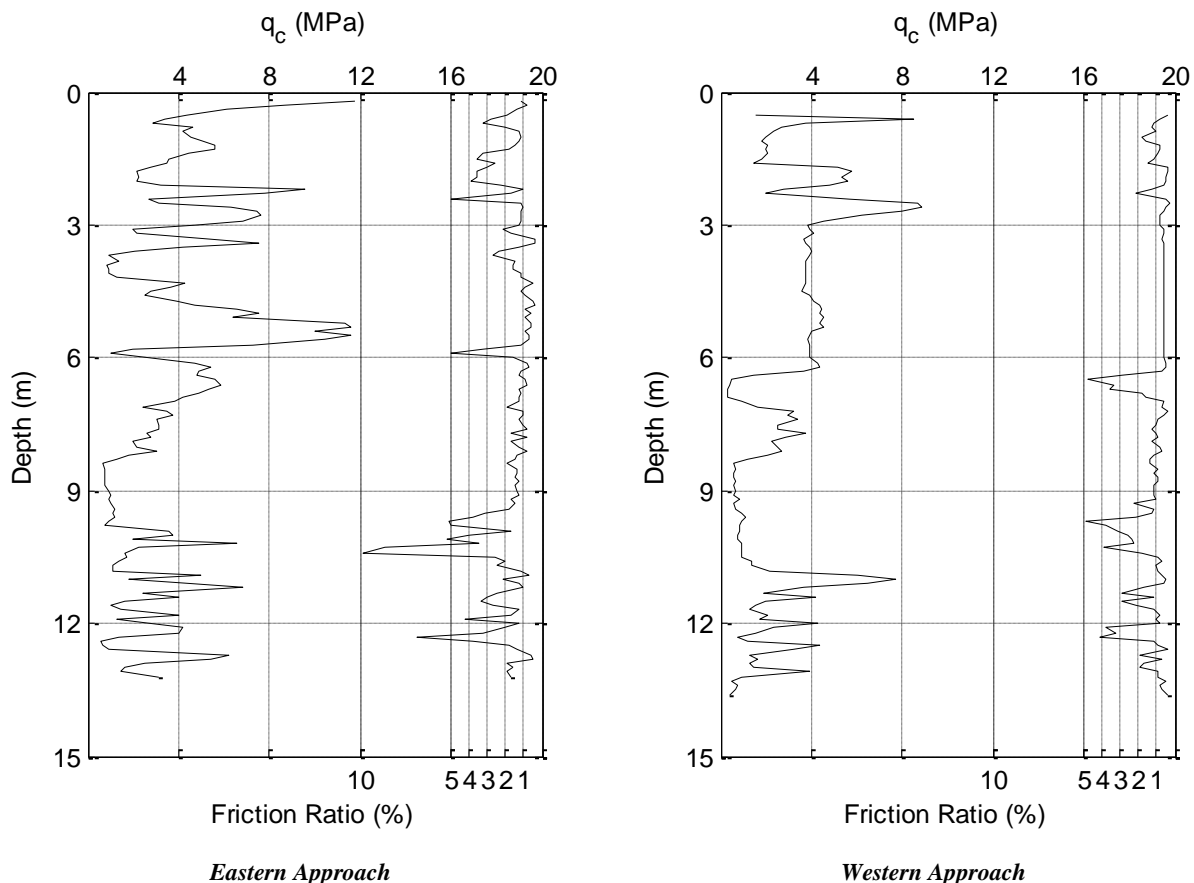 q_c (MPa)
4 8 12 16 20
0
3
6
9
12
15
Depth (m)
10 5 4 3 2 1
Friction Ratio (%)
Eastern Approach
q_c (MPa)
4 8 12 16 20
0
3
6
9
12
15
Depth (m)
10 5 4 3 2 1
Friction Ratio (%)
Western Approach